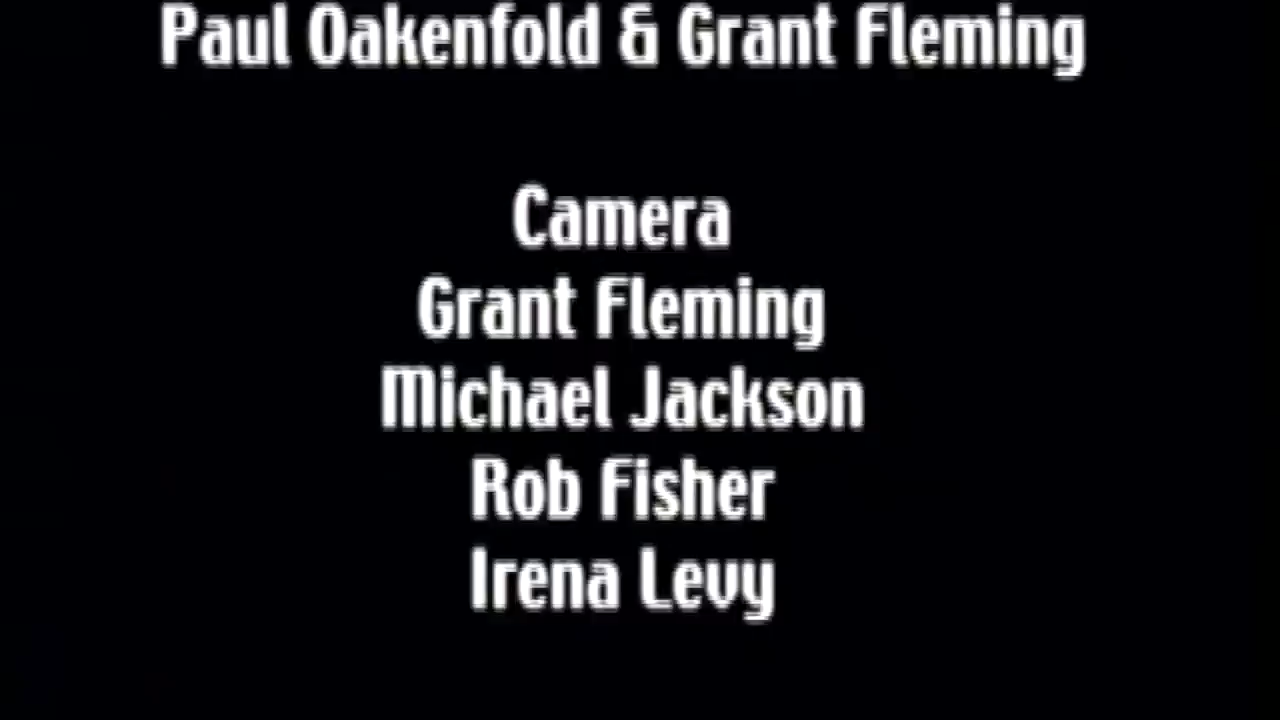 Paul Oakenfold & Grant Fleming
Camera
Grant Fleming
Michael Jackson
Rob Fisher
Irena Levy